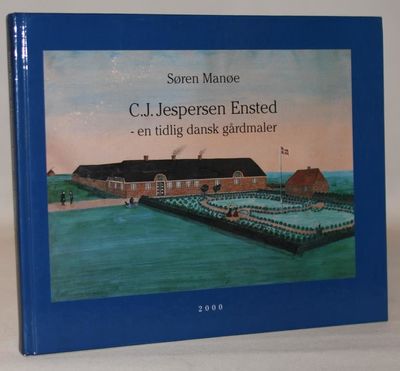 Søren Manøe
C.J. Jespersen Ensted
- en tidlig dansk gårdmaler
2000